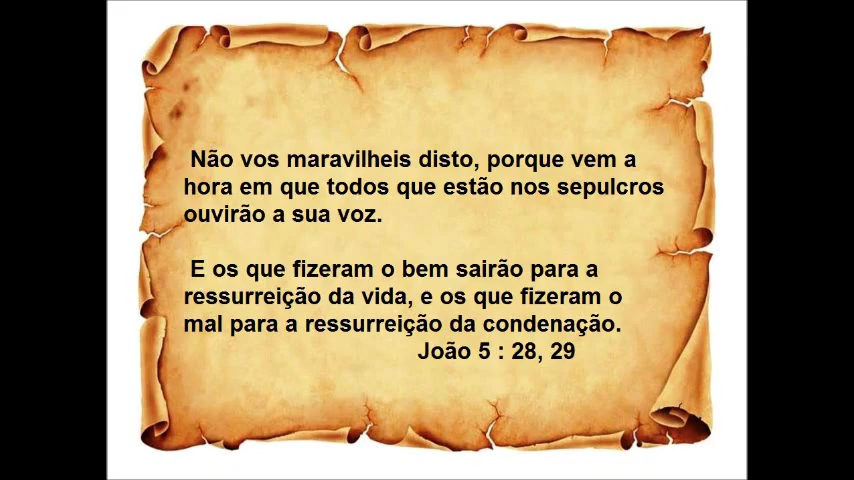 Não vos maravilheis disto, porque vem a
hora em que todos que estão nos sepulcros
ouvirão a sua voz.
E os que fizeram o bem sairão para a
ressurreição da vida, e os que fizeram o
mal para a ressurreição da condenação.
João 5 : 28, 29